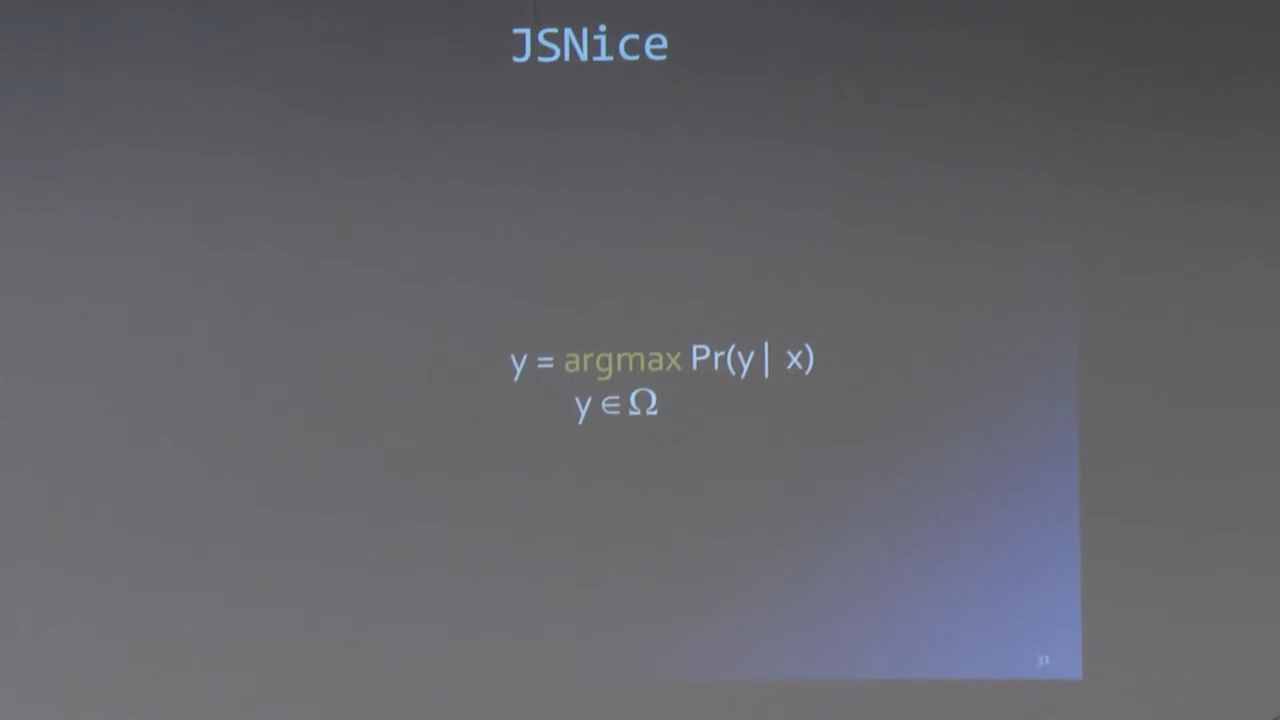 JSNice
y = argmax Pr(y | x)
y ∈ Ω